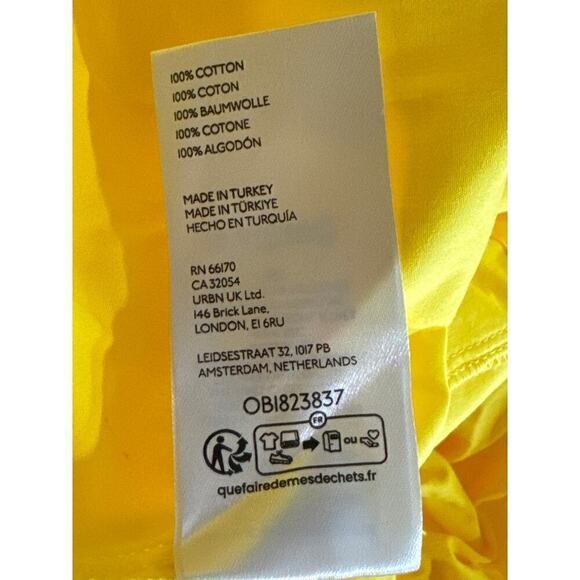 100% COTTON
100% COTON
100% BAUMWOLLE
100% COTONE
100% ALGODÓN
MADE IN TURKEY
MADE IN TÜRKIYE
HECHO EN TURQUÍA
RN 66170
CA 32054
URBN UK Ltd.
146 Brick Lane,
LONDON, E1 6RU
LEIDSESTRAAT 32, 1017 PB
AMSTERDAM, NETHERLANDS
OB1823837
FR
OU
quefairedemesdechets.fr